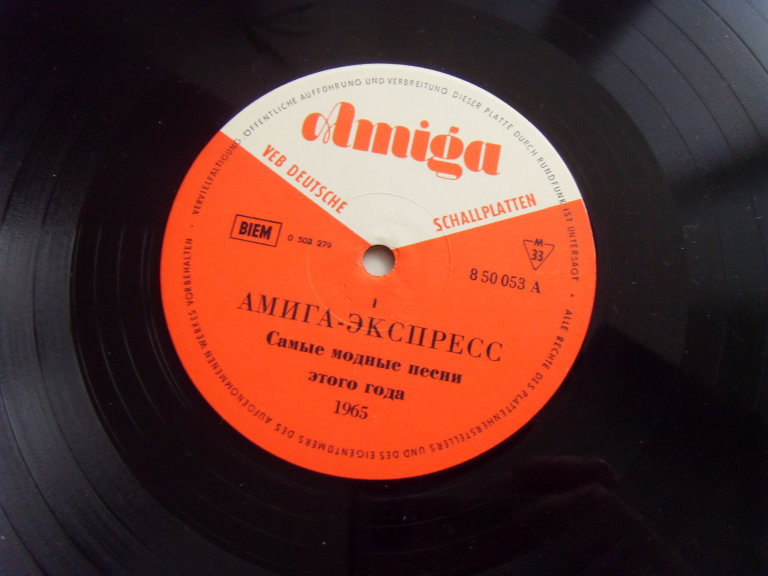 Amiga
VEB DEUTSCHE
SCHALLPLATTEN
BIEM
0 503 279
M
33
8 50 053 A
I
АМИГА-ЭКСПРЕСС
Самые модные песни
этого года
1965
ALLE RECHTE DES PLATTENHERSTELLERS UND DES EIGENTÜMERS DES AUFGENOMMENEN WERKES VORBEHALTEN · VERVIELFÄLTIGUNG, ÖFFENTLICHE AUFFÜHRUNG UND VERBREITUNG DIESER PLATTE DURCH RUNDFUNK IST UNTERSAGT ·